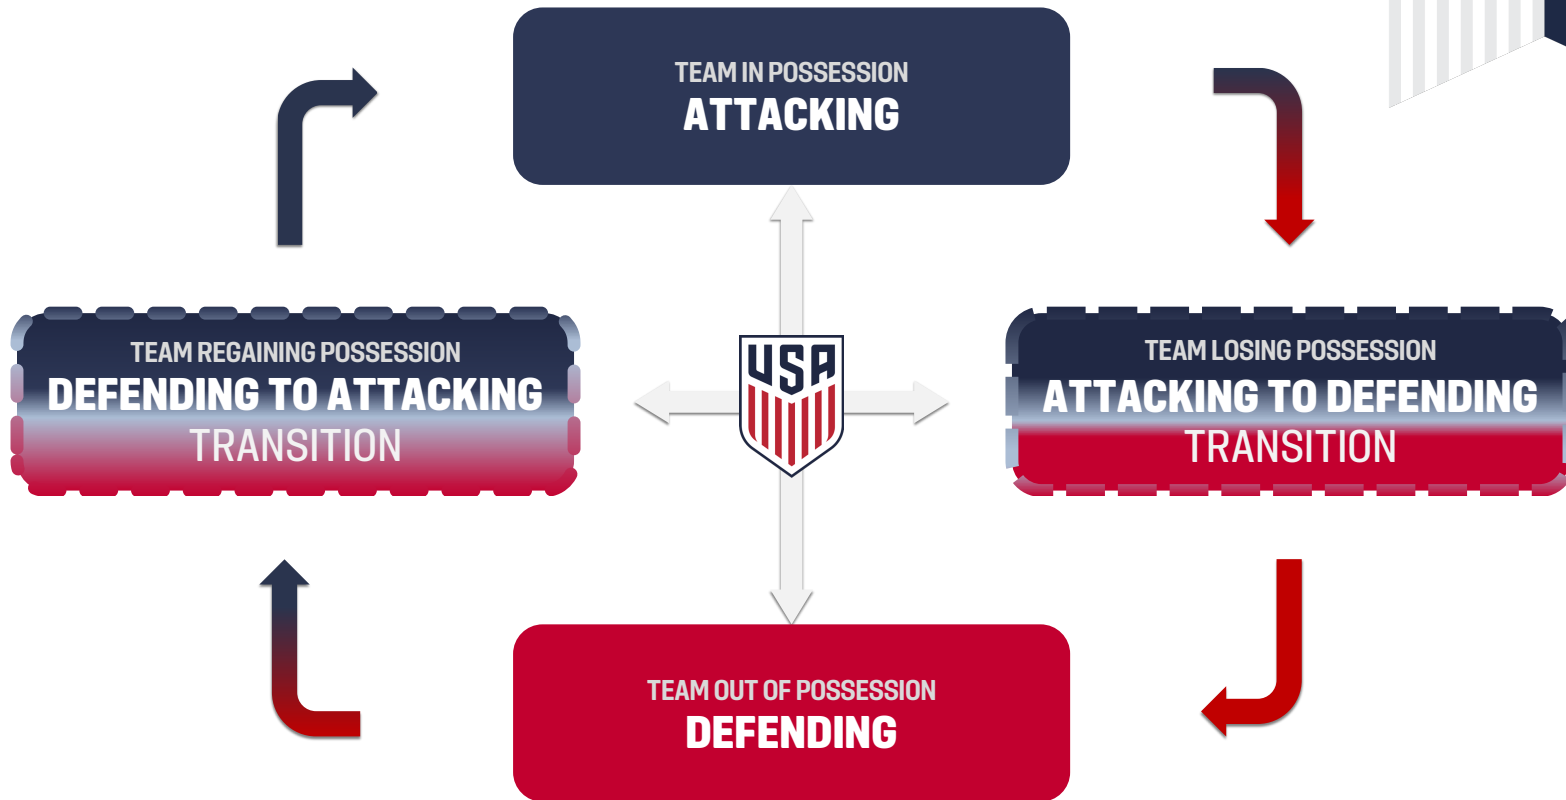 TEAM IN POSSESSION
ATTACKING
TEAM REGAINING POSSESSION
DEFENDING TO ATTACKING
TRANSITION
USA
TEAM LOSING POSSESSION
ATTACKING TO DEFENDING
TRANSITION
TEAM OUT OF POSSESSION
DEFENDING